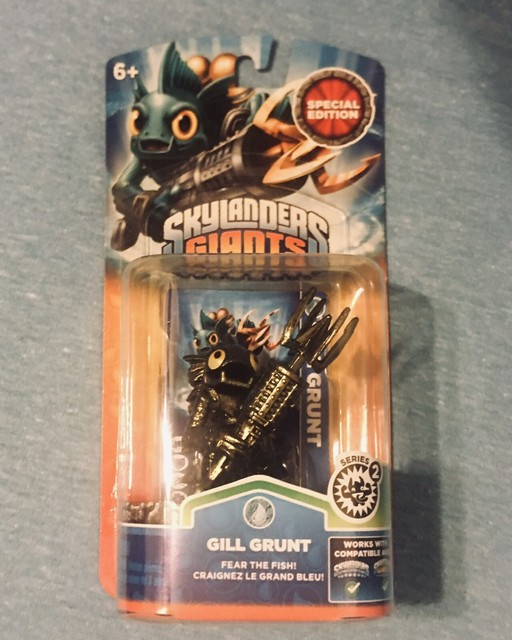 6+
SPECIAL
EDITION
SKYLANDERS
GIANTS
GRUNT
SERIES 2
GILL GRUNT
FEAR THE FISH!
CRAIGNEZ LE GRAND BLEU!
WORKS WITH
COMPATIBLE